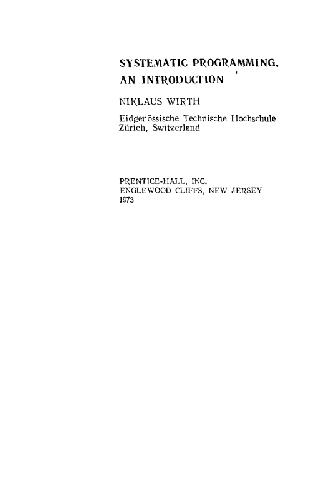 SYSTEMATIC PROGRAMMING.
AN INTRODUCTION
NIKLAUS WIRTH
Eidgenössische Technische Hochschule
Zürich, Switzerland
PRENTICE-HALL, INC.
ENGLEWOOD CLIFFS, NEW JERSEY
1973